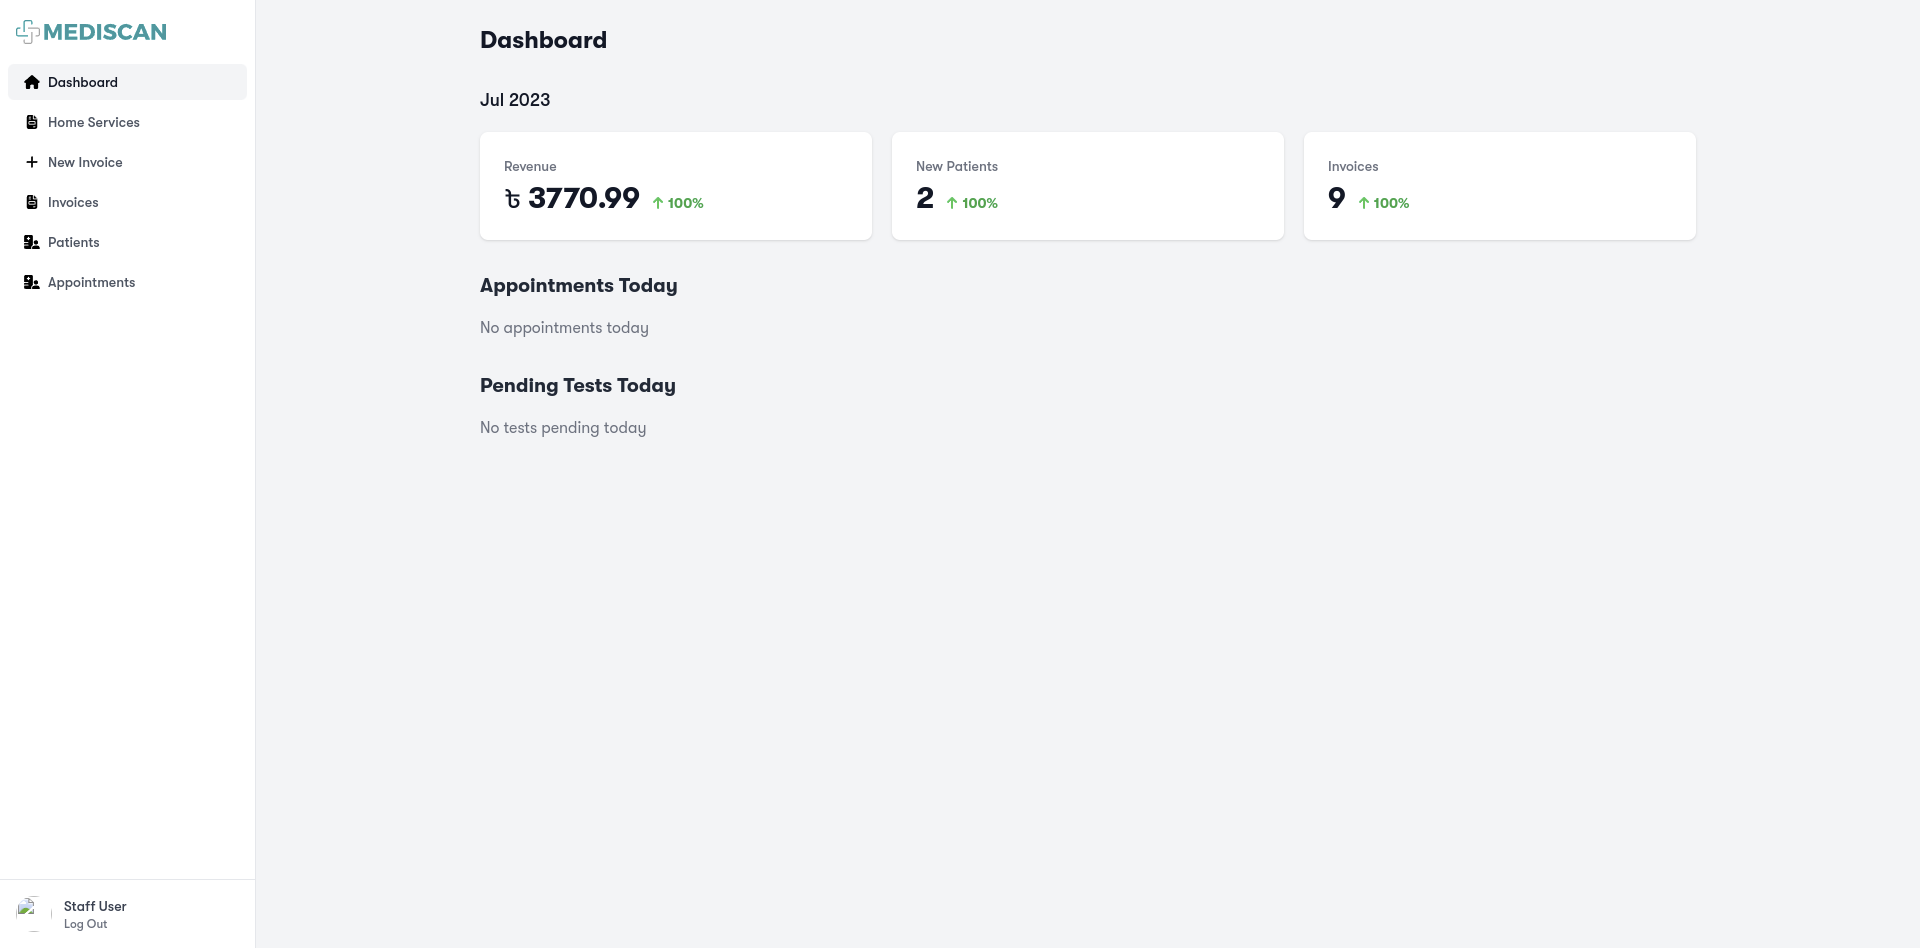 MEDISCAN
Dashboard
Home Services
New Invoice
Invoices
Patients
Appointments
Staff User
Log Out
Dashboard
Jul 2023
Revenue
৳ 3770.99 100%
New Patients
2 100%
Invoices
9 100%
Appointments Today
No appointments today
Pending Tests Today
No tests pending today